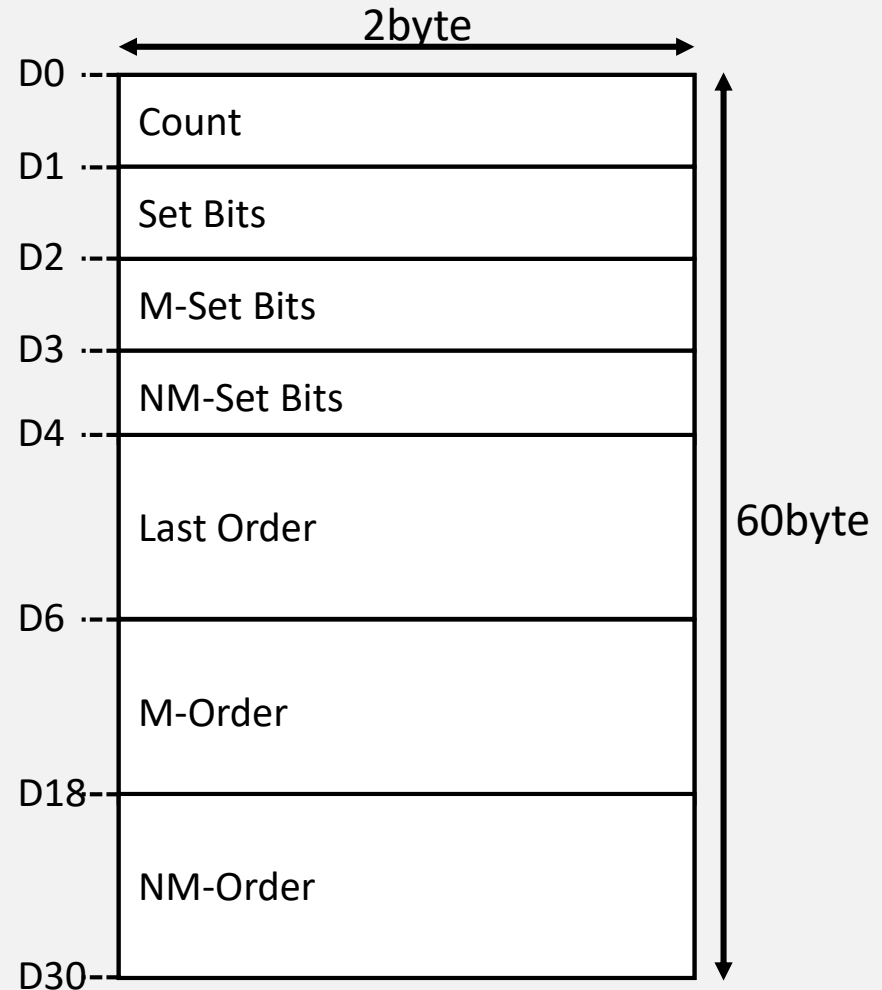 2byte
D0
Count
D1
Set Bits
D2
M-Set Bits
D3
NM-Set Bits
D4
Last Order
60byte
D6
M-Order
D18
NM-Order
D30